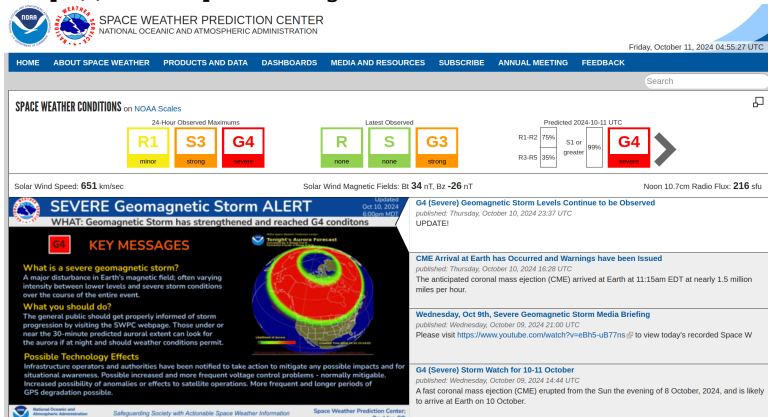 SPACE WEATHER PREDICTION CENTER
NATIONAL OCEANIC AND ATMOSPHERIC ADMINISTRATION
Friday, October 11, 2024 04:55:27 UTC
HOME ABOUT SPACE WEATHER PRODUCTS AND DATA DASHBOARDS MEDIA AND RESOURCES SUBSCRIBE ANNUAL MEETING FEEDBACK
Search
SPACE WEATHER CONDITIONS on NOAA Scales
24-Hour Observed Maximums
R1 S3 G4
minor strong severe
Latest Observed
R S G3
none none strong
Predicted 2024-10-11 UTC
R1-R2 75%
R3-R5 35%
S1 or
greater 99%
G4
severe
Solar Wind Speed: 651 km/sec
Solar Wind Magnetic Fields: Bt 34 nT, Bz -26 nT
Noon 10.7cm Radio Flux: 216 sfu
SEVERE Geomagnetic Storm ALERT
Updated
Oct 10, 2024
6:00pm MDT
WHAT: Geomagnetic Storm has strengthened and reached G4 conditons
G4 KEY MESSAGES
Tonight's Aurora Forecast
What is a severe geomagnetic storm?
A major disturbance in Earth's magnetic field; often varying
intensity between lower levels and severe storm conditions
over the course of the entire event.
What you should do?
The general public should get properly informed of storm
progression by visiting the SWPC webpage. Those under or
near the 30-minute predicted auroral extent can look for
the aurora if at night and should weather conditions permit.
Possible Technology Effects
Infrastructure operators and authorities have been notified to take action to mitigate any possible impacts and for
situational awareness. Possible increased and more frequent voltage control problems - normally mitigable.
Increased possibility of anomalies or effects to satellite operations. More frequent and longer periods of
GPS degradation possible.
National Oceanic and
Atmospheric Administration
Safeguarding Society with Actionable Space Weather Information
Space Weather Prediction Center;
G4 (Severe) Geomagnetic Storm Levels Continue to be Observed
published: Thursday, October 10, 2024 23:37 UTC
UPDATE!
CME Arrival at Earth has Occurred and Warnings have been Issued
published: Thursday, October 10, 2024 16:28 UTC
The anticipated coronal mass ejection (CME) arrived at Earth at 11:15am EDT at nearly 1.5 million
miles per hour.
Wednesday, Oct 9th, Severe Geomagnetic Storm Media Briefing
published: Wednesday, October 09, 2024 21:00 UTC
Please visit https://www.youtube.com/watch?v=eBh5-uB77ns to view today's recorded Space W
G4 (Severe) Storm Watch for 10-11 October
published: Wednesday, October 09, 2024 14:44 UTC
A fast coronal mass ejection (CME) erupted from the Sun the evening of 8 October, 2024, and is likely
to arrive at Earth on 10 October.